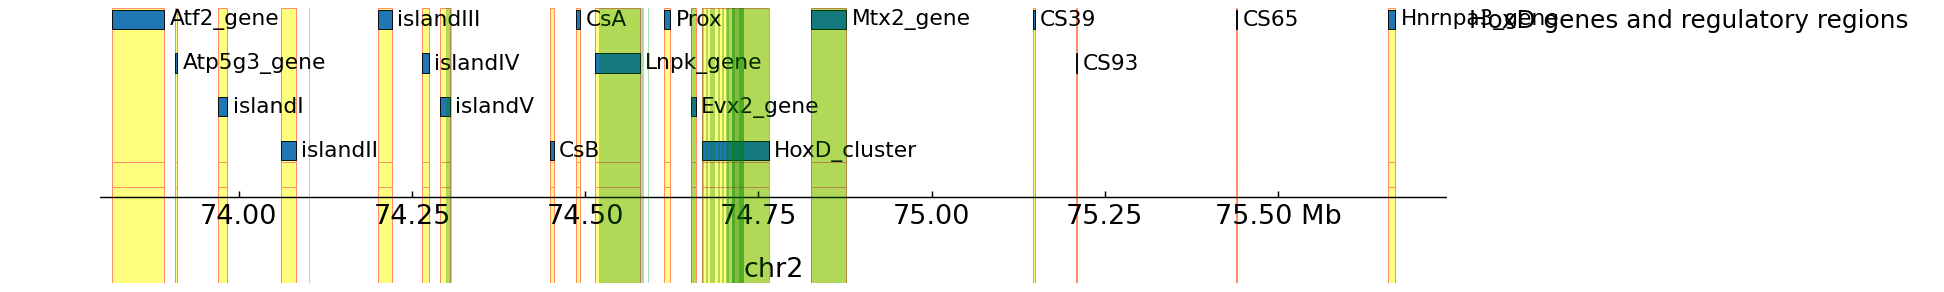 Atf2_gene islandIII CsA Prox Mtx2_gene CS39 CS65 Hnrnpa3_gene HoxD genes and regulatory regions
Atp5g3_gene islandIV Lnpk_gene CS93
islandI islandV Evx2_gene
islandII CsB HoxD_cluster
74.00 74.25 74.50 74.75 75.00 75.25 75.50 Mb
chr2